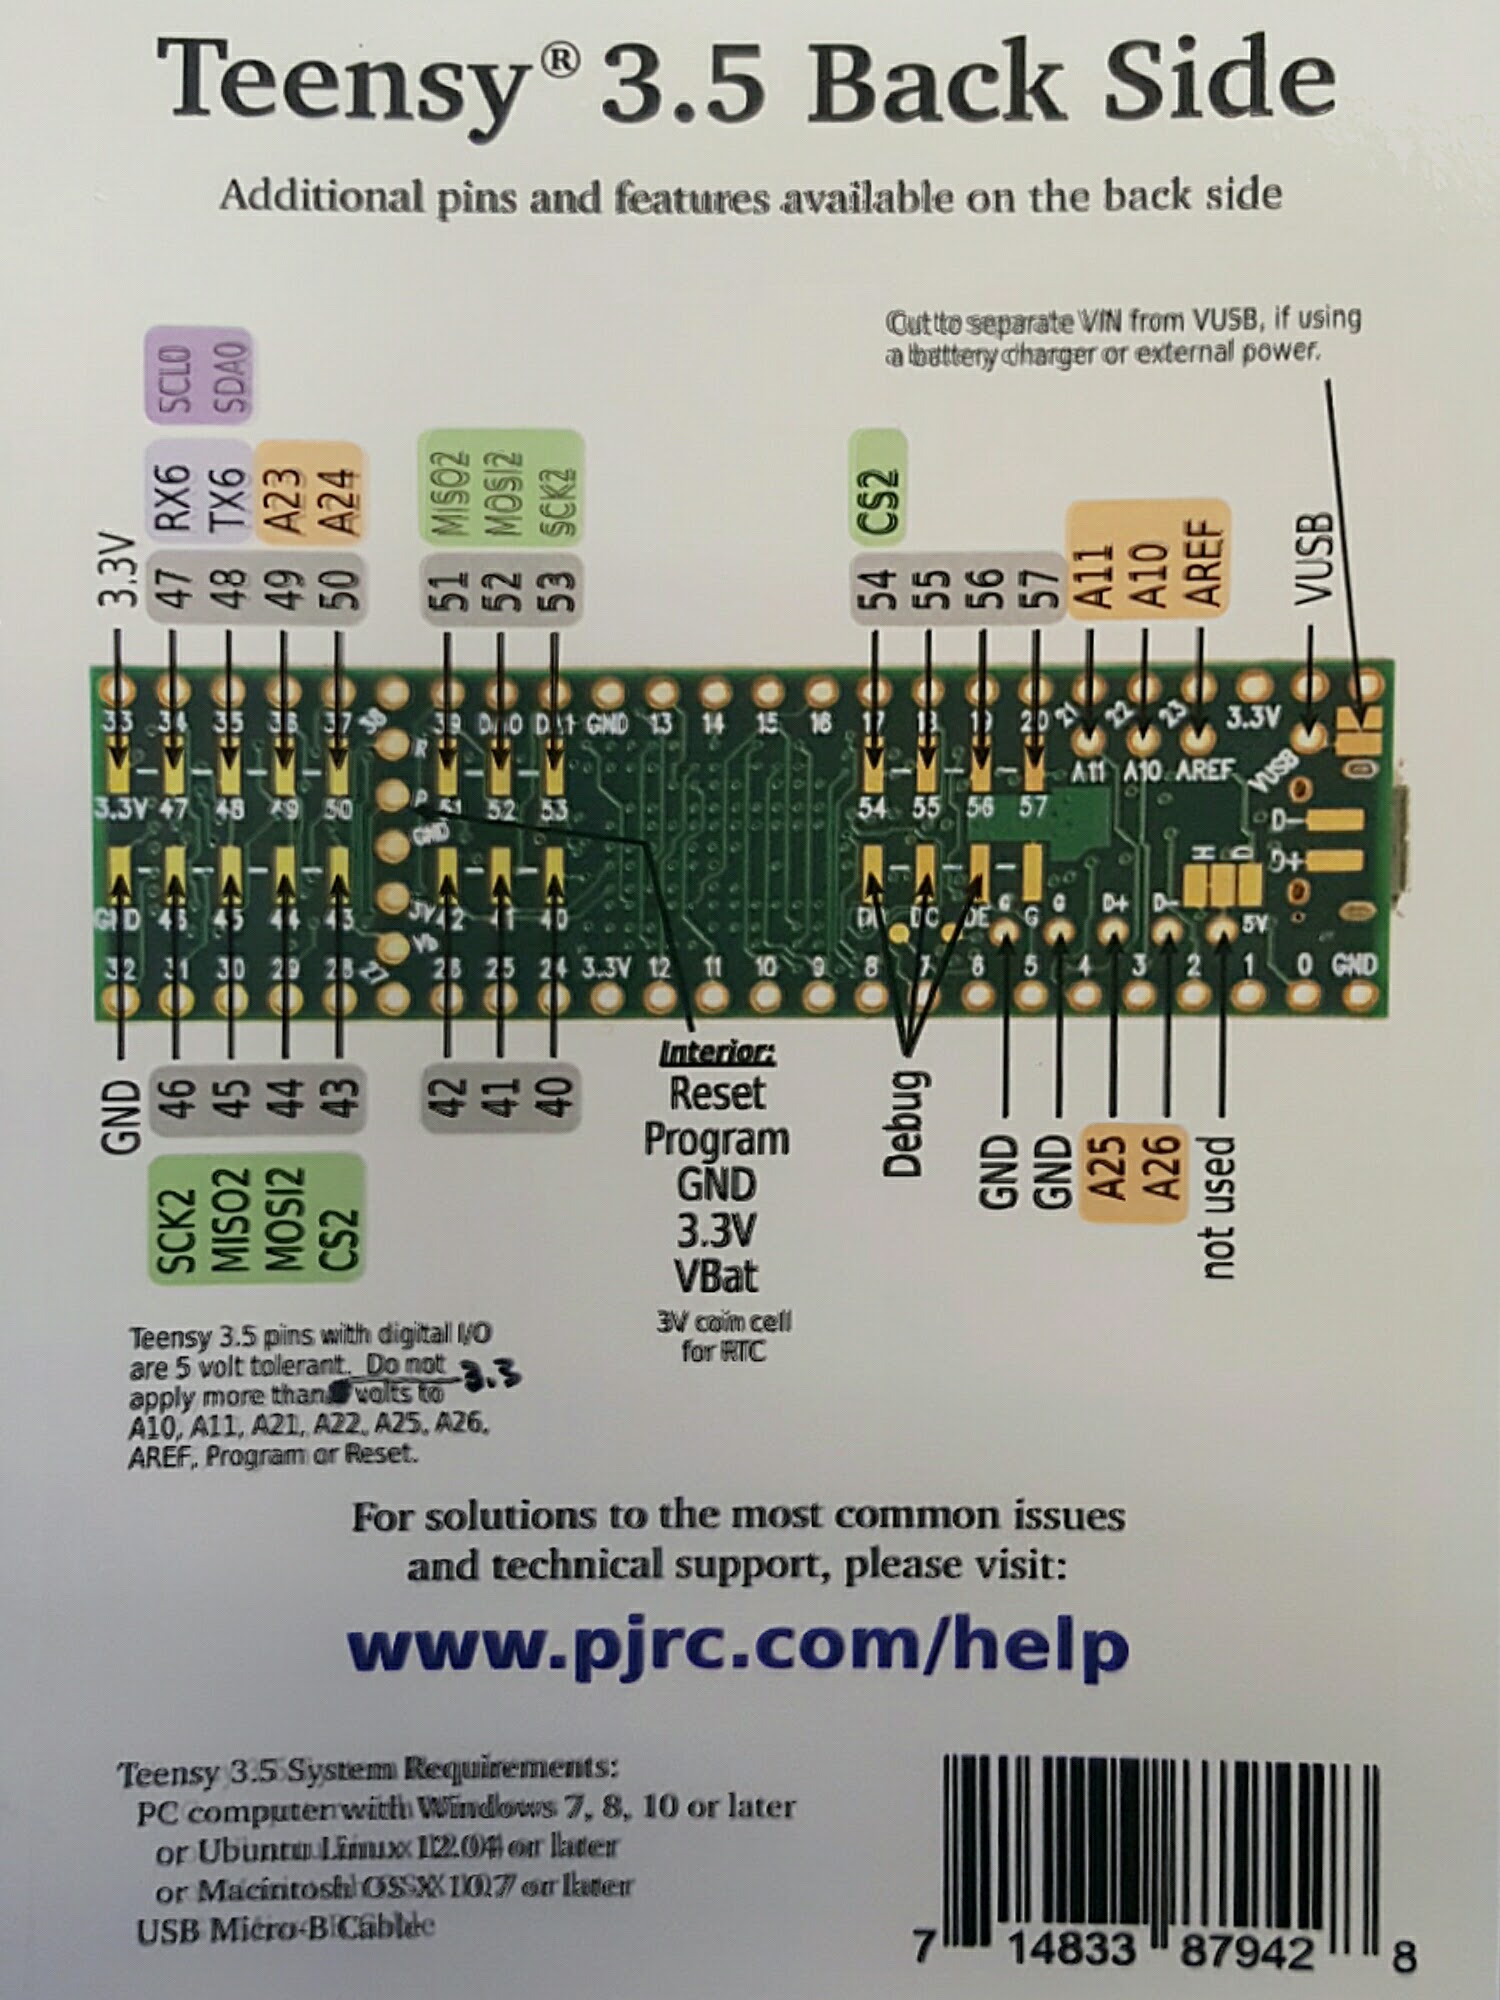 Teensy® 3.5 Back Side
Additional pins and features available on the back side
Cut to separate VIN from VUSB, if using
a battery charger or external power.
SCL0 SDA0
RX6 TX6 A23 A24 MISO2 MOSI2 SCK2 CS2
3.3V 47 48 49 50 51 52 53 54 55 56 57 A11 A10 AREF VUSB
33 34 35 36 37 38 39 GND 13 14 15 16 17 18 19 20 21 22 23 3.3V
R
P
GND
3V
Vb
3.3V 47 48 49 50 51 52 53 54 55 56 57 A11 A10 AREF VUSB
D-
D+
GND 46 45 44 43 42 41 40 DC DE G G G D+ D- 5V
32 31 30 29 28 27 26 25 24 3.3V 12 11 10 9 8 7 6 5 4 3 2 1 0 GND
GND 46 45 44 43 42 41 40
SCK2 MISO2 MOSI2 CS2
Interior:
Reset
Program
GND
3.3V
VBat
3V coin cell
for RTC
Debug GND GND A25 A26 not used
Teensy 3.5 pins with digital I/O
are 5 volt tolerant. Do not
apply more than 3.3 volts to
A10, A11, A21, A22, A25, A26,
AREF, Program or Reset.
For solutions to the most common issues
and technical support, please visit:
www.pjrc.com/help
Teensy 3.5 System Requirements:
PC computer with Windows 7, 8, 10 or later
or Ubuntu Linux 12.04 or later
or Macintosh OS X 10.7 or later
USB Micro-B Cable
7 14833 87942 8